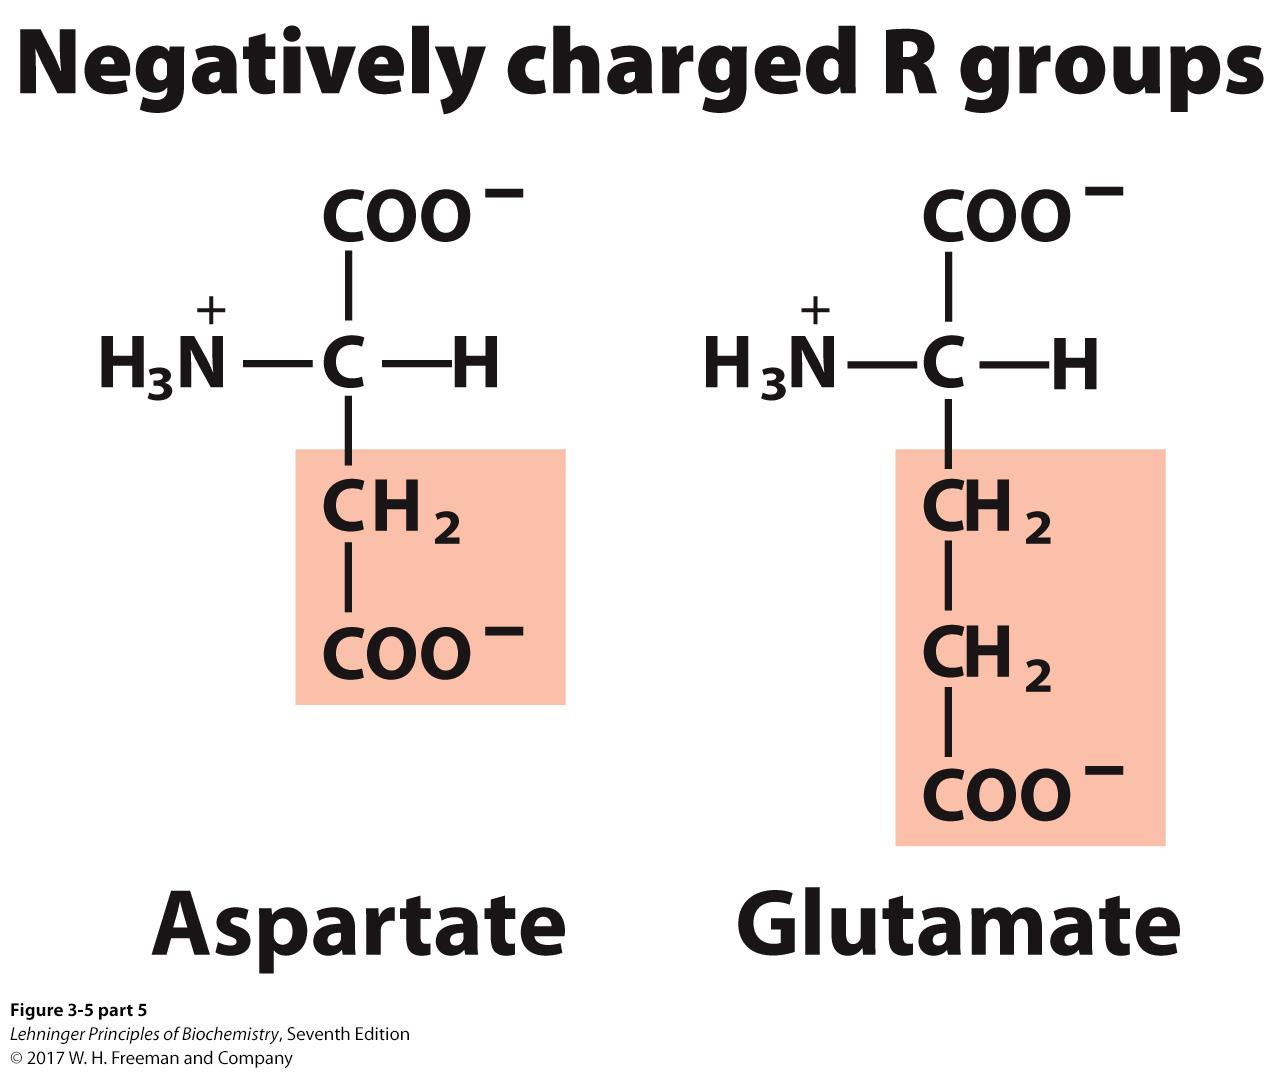 Negatively charged R groups
COO⁻ COO⁻
+ +
H₃N C H H₃N C H
CH₂ CH₂
COO⁻ CH₂
COO⁻
Aspartate Glutamate
Figure 3-5 part 5
Lehninger Principles of Biochemistry, Seventh Edition
© 2017 W. H. Freeman and Company